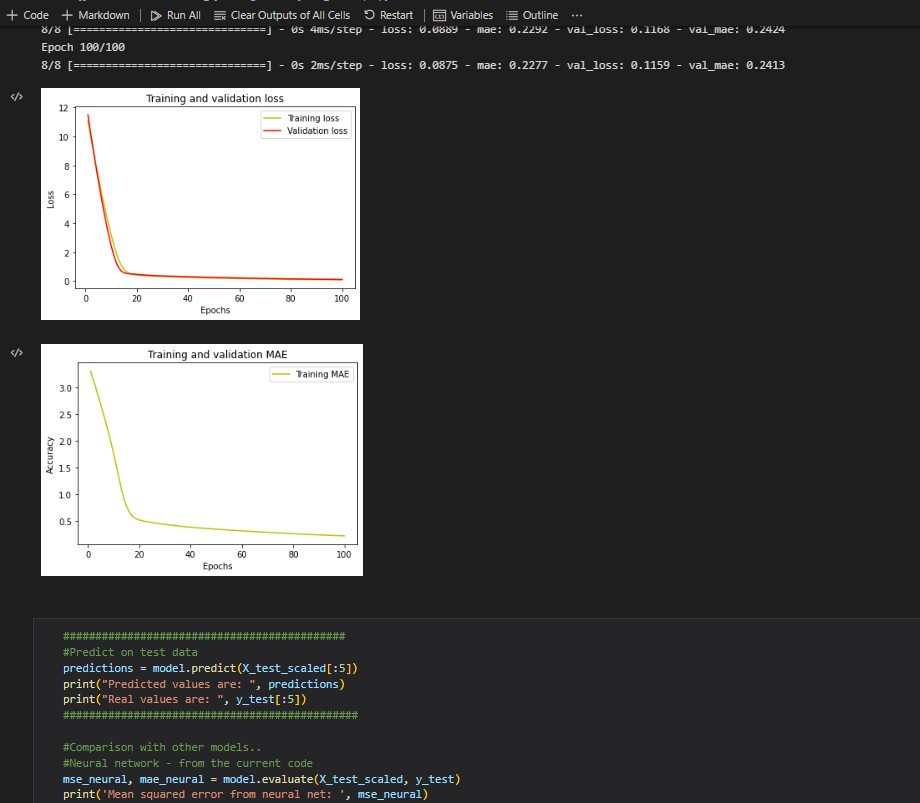 + Code + Markdown | Run All Clear Outputs of All Cells Restart | Variables Outline ...
8/8 [==============================] - 0s 4ms/step - loss: 0.0889 - mae: 0.2292 - val_loss: 0.1168 - val_mae: 0.2424
Epoch 100/100
8/8 [==============================] - 0s 2ms/step - loss: 0.0875 - mae: 0.2277 - val_loss: 0.1159 - val_mae: 0.2413
Training and validation loss
Training loss
Validation loss
12
10
8
6
4
2
0
Loss
0 20 40 60 80 100
Epochs
Training and validation MAE
Training MAE
3.0
2.5
2.0
1.5
1.0
0.5
Accuracy
0 20 40 60 80 100
Epochs
############################################
#Predict on test data
predictions = model.predict(X_test_scaled[:5])
print("Predicted values are: ", predictions)
print("Real values are: ", y_test[:5])
##############################################
#Comparison with other models..
#Neural network - from the current code
mse_neural, mae_neural = model.evaluate(X_test_scaled, y_test)
print('Mean squared error from neural net: ', mse_neural)